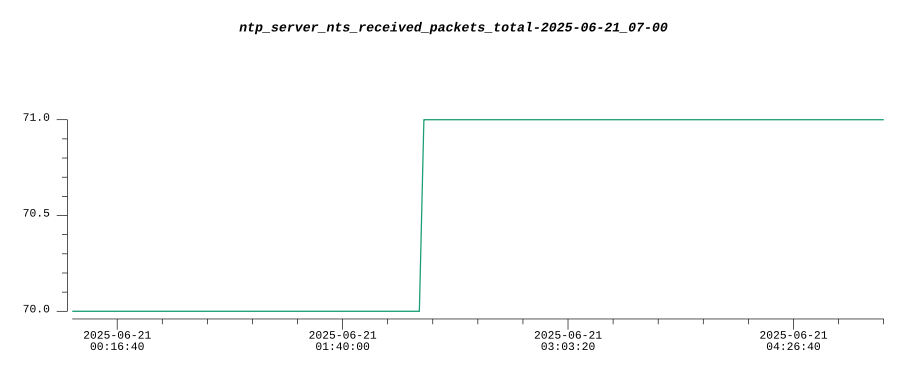 ntp_server_nts_received_packets_total-2025-06-21_07-00
71.0
70.5
70.0
2025-06-21 2025-06-21 2025-06-21 2025-06-21
00:16:40 01:40:00 03:03:20 04:26:40